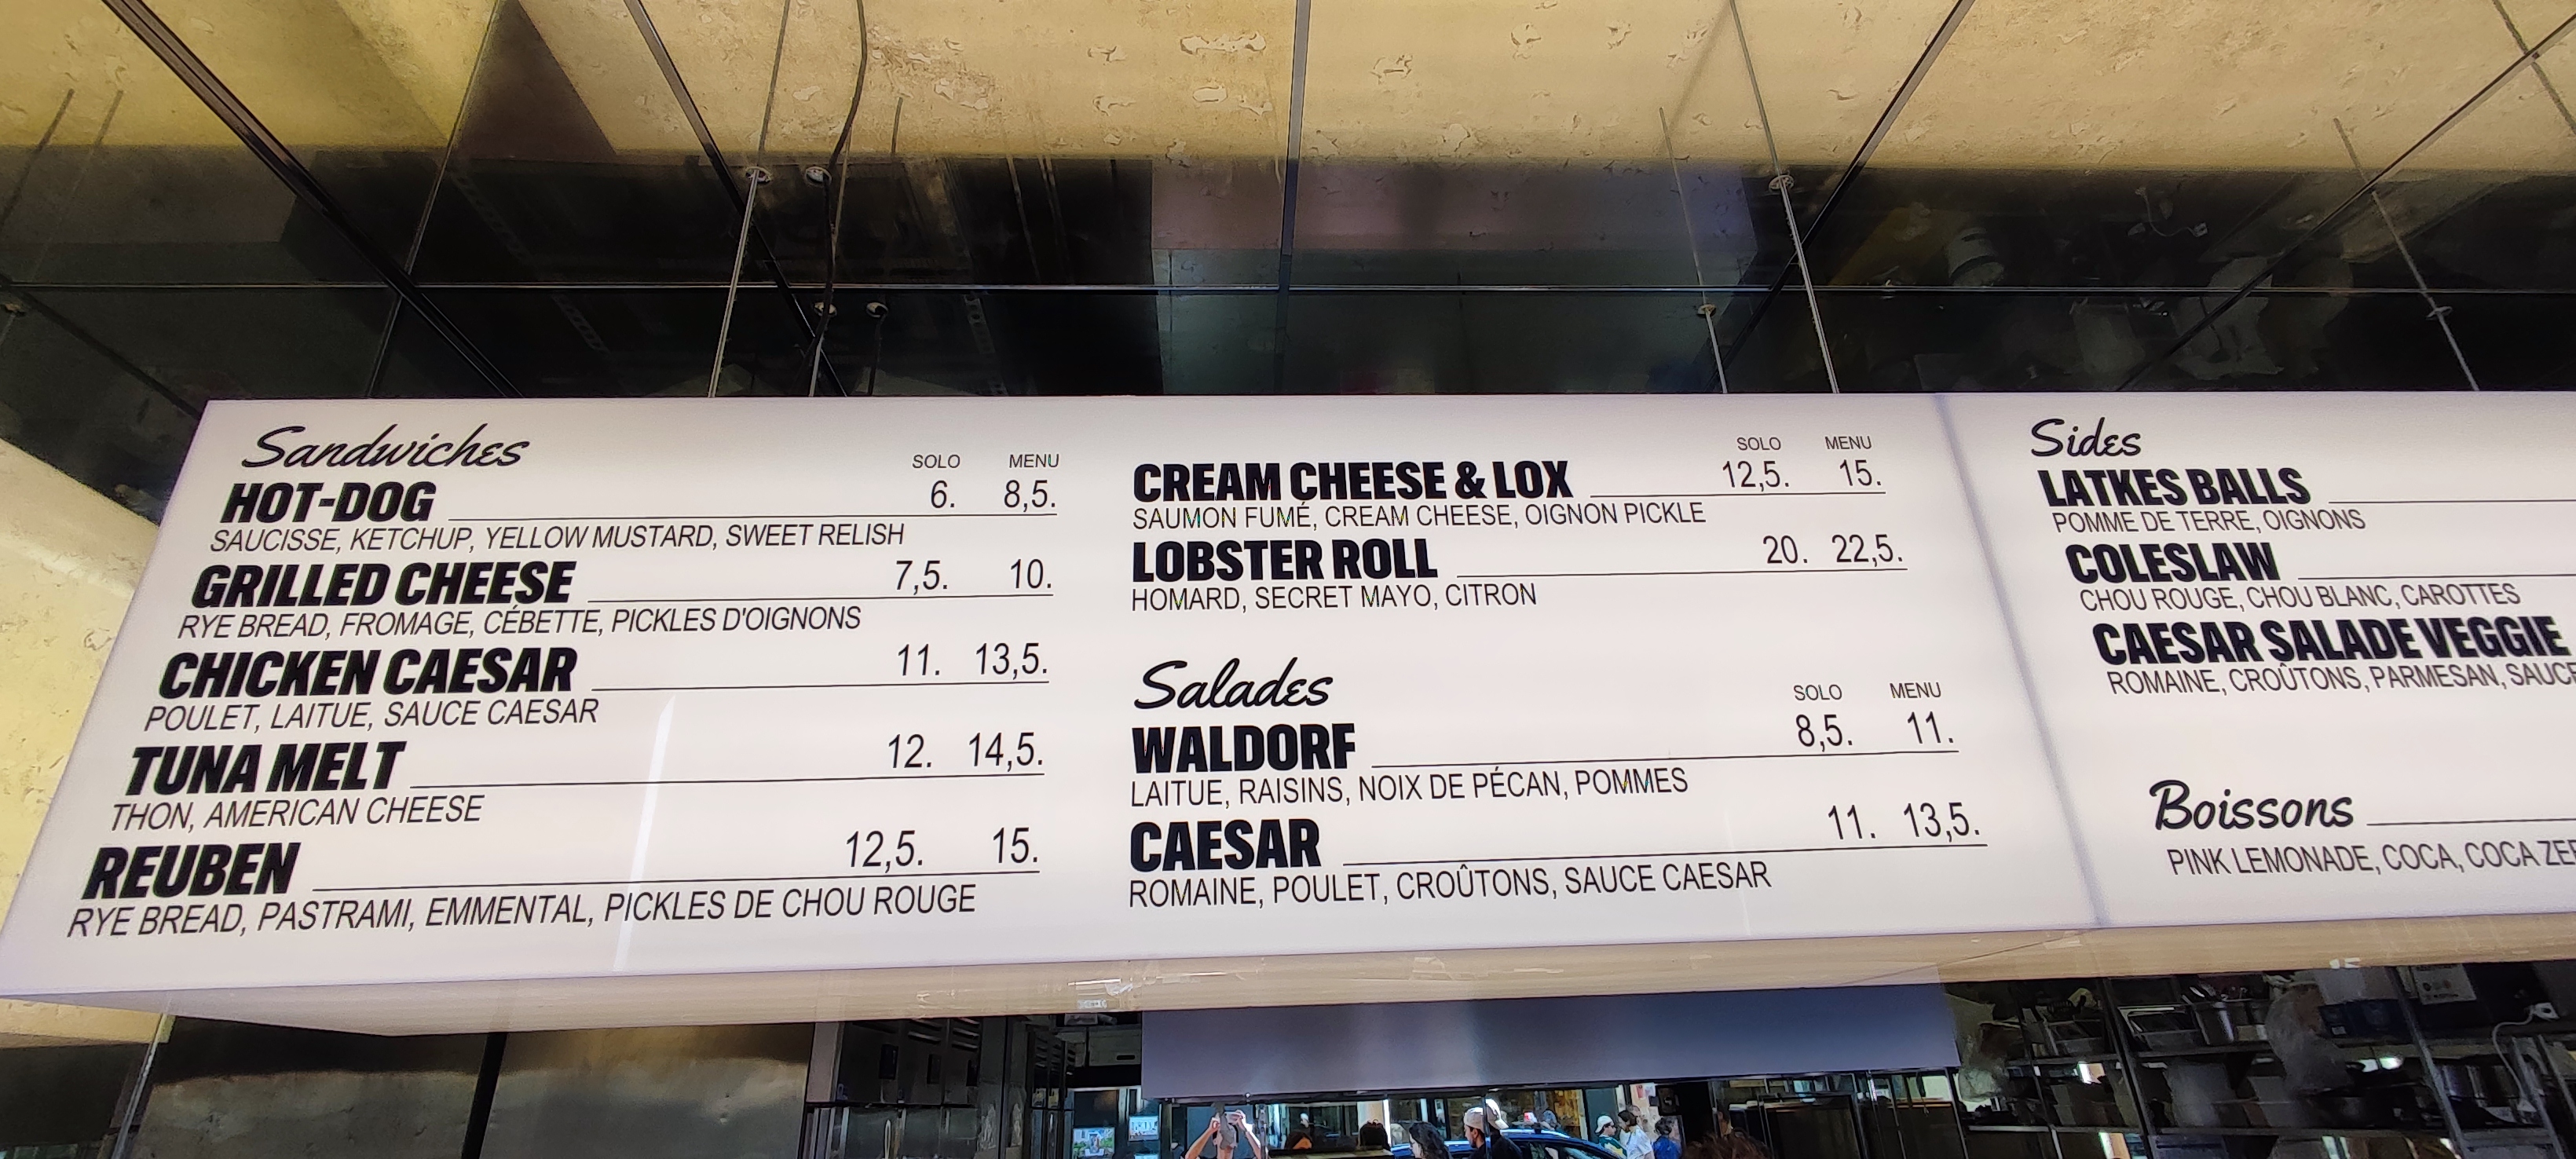 Sandwiches
SOLO MENU
HOT-DOG 6. 8,5.
SAUCISSE, KETCHUP, YELLOW MUSTARD, SWEET RELISH
GRILLED CHEESE 7,5. 10.
RYE BREAD, FROMAGE, CÉBETTE, PICKLES D'OIGNONS
CHICKEN CAESAR 11. 13,5.
POULET, LAITUE, SAUCE CAESAR
TUNA MELT 12. 14,5.
THON, AMERICAN CHEESE
REUBEN 12,5. 15.
RYE BREAD, PASTRAMI, EMMENTAL, PICKLES DE CHOU ROUGE
SOLO MENU
CREAM CHEESE & LOX 12,5. 15.
SAUMON FUMÉ, CREAM CHEESE, OIGNON PICKLE
LOBSTER ROLL 20. 22,5.
HOMARD, SECRET MAYO, CITRON
Salades
SOLO MENU
WALDORF 8,5. 11.
LAITUE, RAISINS, NOIX DE PÉCAN, POMMES
CAESAR 11. 13,5.
ROMAINE, POULET, CROÛTONS, SAUCE CAESAR
Sides
LATKES BALLS
POMME DE TERRE, OIGNONS
COLESLAW
CHOU ROUGE, CHOU BLANC, CAROTTES
CAESAR SALADE VEGGIE
ROMAINE, CROÛTONS, PARMESAN, SAUCE
Boissons
PINK LEMONADE, COCA, COCA